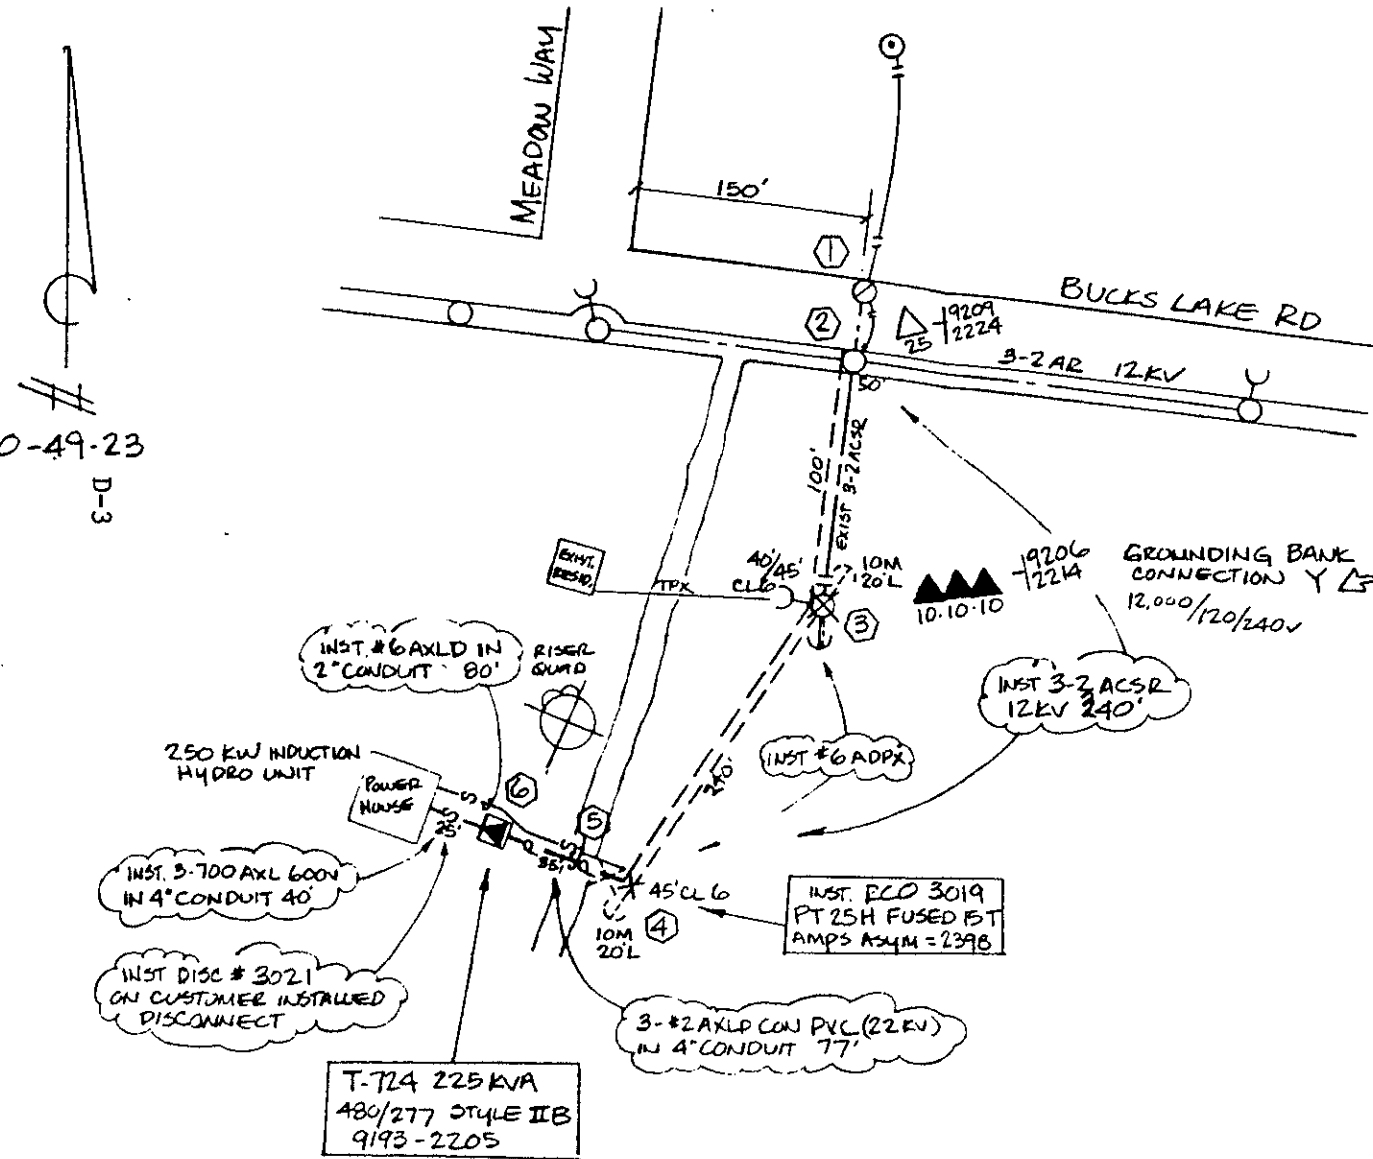 MEADOW WAY
150'
1
BUCKS LAKE RD
2
25
9209
2224
3-2 AR 12KV
50'
0-49-23
D-3
100'
EXIST 3-2 ACSR
EXIST.
RESID.
TPX
40/45'
CL6
10M
20'L
3
10-10-10
9206
2214
GROUNDING BANK
CONNECTION Y
12,000/120/240V
INST. #6 AXLD IN
2" CONDUIT 80'
RISER
QUAD
INST 3-2 ACSR
12KV 240'
INST #6 ADPX
240'
250 KW INDUCTION
HYDRO UNIT
POWER
HOUSE
6
S
S
25'
5
S
35'
45' CL 6
4
10M
20'L
INST. 3-700 AXL 600V
IN 4" CONDUIT 40'
INST. FCO 3019
PT 25H FUSED 15T
AMPS ASYM = 2398
INST DISC # 3021
ON CUSTOMER INSTALLED
DISCONNECT
3-#2 AXLP CON PVC (22KV)
IN 4" CONDUIT 77'
T-724 225 KVA
480/277 STYLE IIB
9193-2205